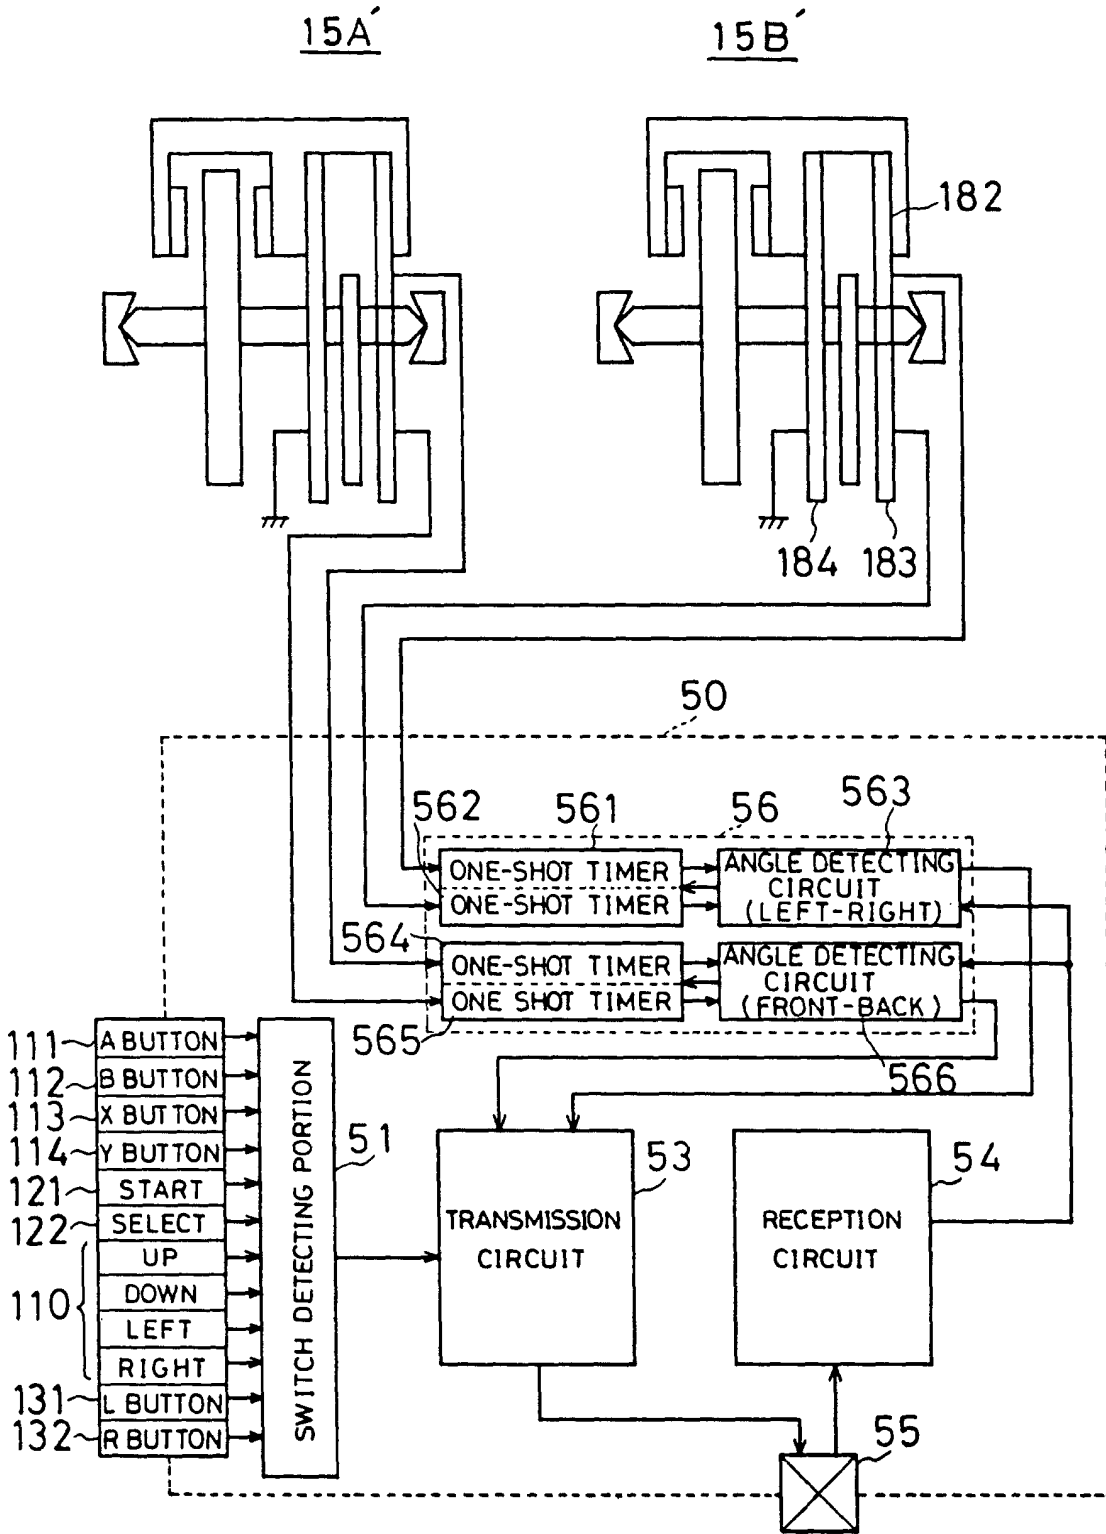 15A′
15B′
182
184
183
50
562
561
56
563
ONE-SHOT TIMER
ONE-SHOT TIMER
ANGLE DETECTING
CIRCUIT
(LEFT-RIGHT)
564
ONE-SHOT TIMER
ONE SHOT TIMER
ANGLE DETECTING
CIRCUIT
(FRONT-BACK)
565
566
111
A BUTTON
112
B BUTTON
113
X BUTTON
114
Y BUTTON
121
START
122
SELECT
110
UP
DOWN
LEFT
RIGHT
131
L BUTTON
132
R BUTTON
SWITCH DETECTING PORTION
51
TRANSMISSION
CIRCUIT
53
RECEPTION
CIRCUIT
54
55